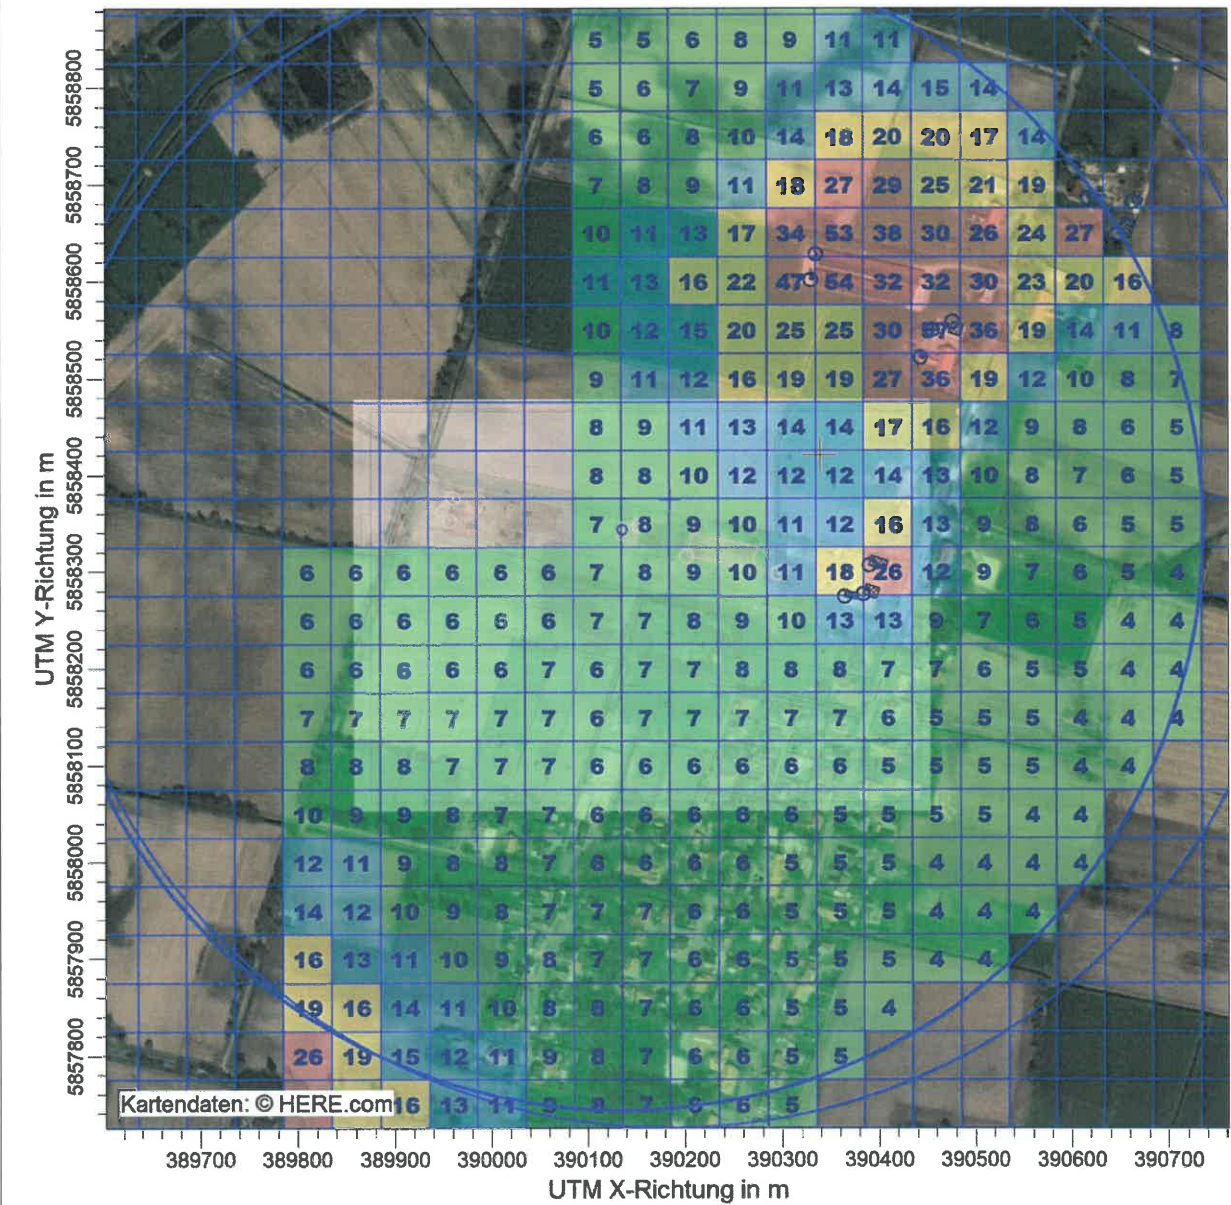 5 5 6 8 9 11 11
5858800
5 6 7 9 11 13 14 15 14
6 6 8 10 14 18 20 20 17 14
5858700
7 8 9 11 18 27 29 25 21 19
10 11 13 17 34 53 38 30 26 24 27
5858600
11 13 16 22 47 54 32 32 30 23 20 16
10 12 15 20 25 25 30 36 19 14 11 8
5858500
9 11 12 16 19 19 27 36 19 12 10 8 7
8 9 11 13 14 14 17 16 12 9 8 6 5
5858400
8 8 10 12 12 12 14 13 10 8 7 6 5
7 8 9 10 11 12 16 13 9 8 6 5 5
5858300
6 6 6 6 6 6 7 8 9 10 11 18 26 12 9 7 6 5 4
6 6 6 6 6 6 7 7 8 9 10 13 13 9 7 6 5 4 4
5858200
6 6 6 6 6 7 6 7 7 8 8 8 7 7 6 5 5 4 4
7 7 7 7 7 7 6 7 7 7 7 7 6 5 5 5 4 4 4
5858100
8 8 8 7 7 7 6 6 6 6 6 6 5 5 5 5 4 4
10 9 9 8 7 7 6 6 6 6 6 5 5 5 5 4 4
5858000
12 11 9 8 8 7 6 6 6 6 5 5 5 4 4 4 4
14 12 10 9 8 7 7 7 6 6 5 5 5 4 4 4
5857900
16 13 11 10 9 8 7 7 6 6 5 5 5 4 4
19 16 14 11 10 8 8 7 6 6 5 5 4
5857800
26 19 15 12 11 9 8 7 6 6 5 5
Kartendaten: © HERE.com
16 13 11 9 8 7 6 5 5
389700 389800 389900 390000 390100 390200 390300 390400 390500 390600 390700
UTM X-Richtung in m
UTM Y-Richtung in m